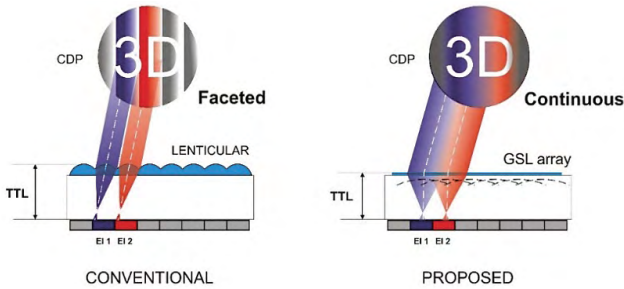 CDP
3D
Faceted
LENTICULAR
TTL
EI 1
EI 2
CONVENTIONAL
CDP
3D
Continuous
GSL array
TTL
EI 1
EI 2
PROPOSED